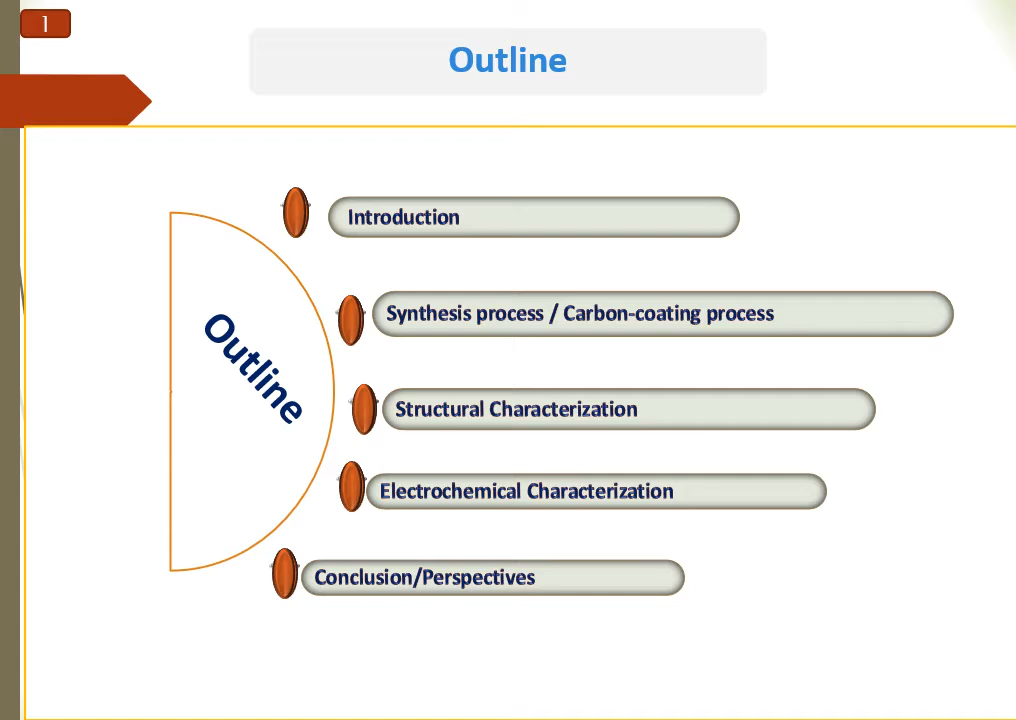 1
Outline
Introduction
Synthesis process / Carbon-coating process
Outline
Structural Characterization
Electrochemical Characterization
Conclusion/Perspectives